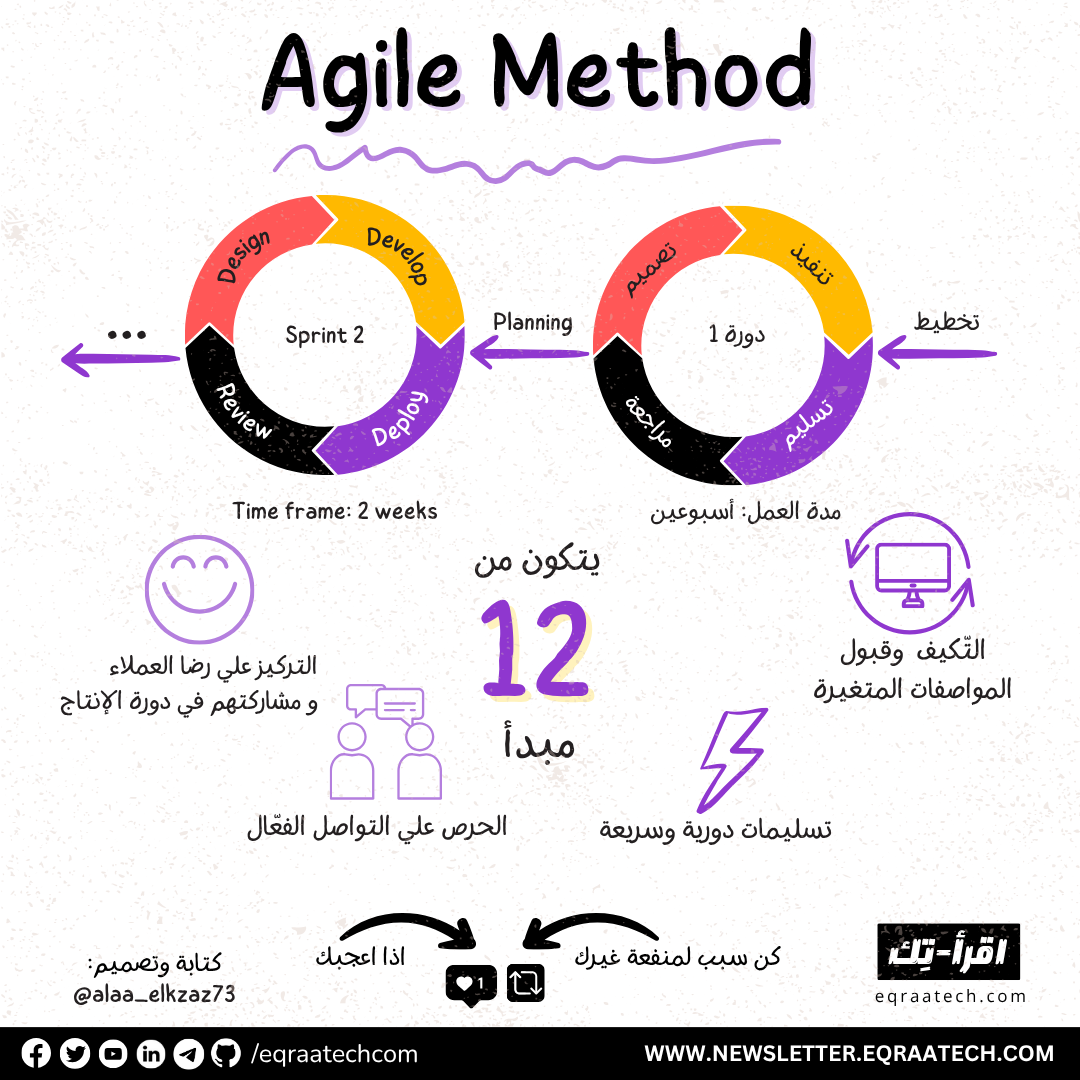 Agile Method
تخطيط
تصميم
تنفيذ
تسليم
مراجعة
دورة 1
مدة العمل: أسبوعين
Planning
Design
Develop
Deploy
Review
Sprint 2
Time frame: 2 weeks
...
يتكون من
12
مبدأ
التّكيف وقبول
المواصفات المتغيرة
تسليمات دورية وسريعة
الحرص علي التواصل الفعّال
التركيز علي رضا العملاء
و مشاركتهم في دورة الإنتاج
اقرأ-تِك
eqraatech.com
كن سبب لمنفعة غيرك
اذا اعجبك
1
كتابة وتصميم:
@alaa_elkzaz73
/eqraatechcom
WWW.NEWSLETTER.EQRAATECH.COM